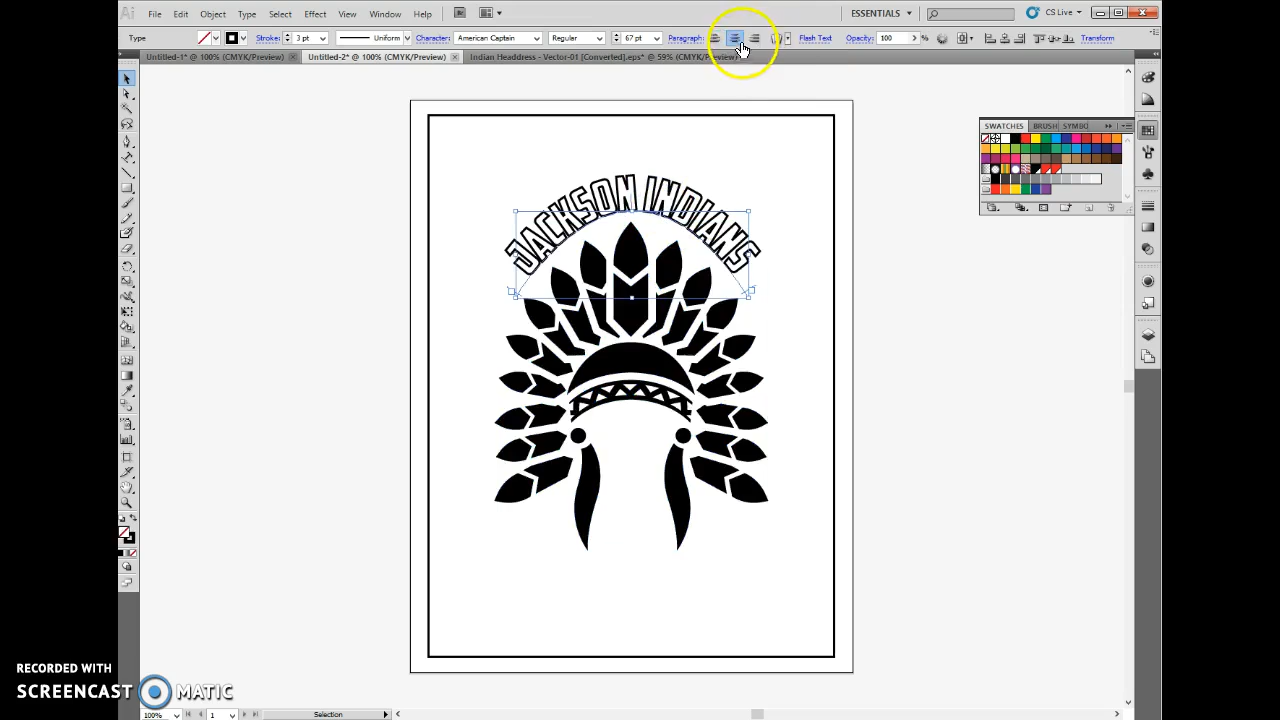 Ai File Edit Object Type Select Effect View Window Help ESSENTIALS CS Live
Type Stroke: 3 pt Uniform Character: American Captain Regular 67 pt Paragraph: Flash Text Opacity: 100 Transform
Untitled-1* @ 100% (CMYK/Preview) Untitled-2* @ 100% (CMYK/Preview) Indian Headdress - Vector-01 [Converted].eps* @ 59% (CMYK/Preview)
SWATCHES BRUSH SYMBO
JACKSON INDIANS
RECORDED WITH
SCREENCAST MATIC
100% 1 Selection